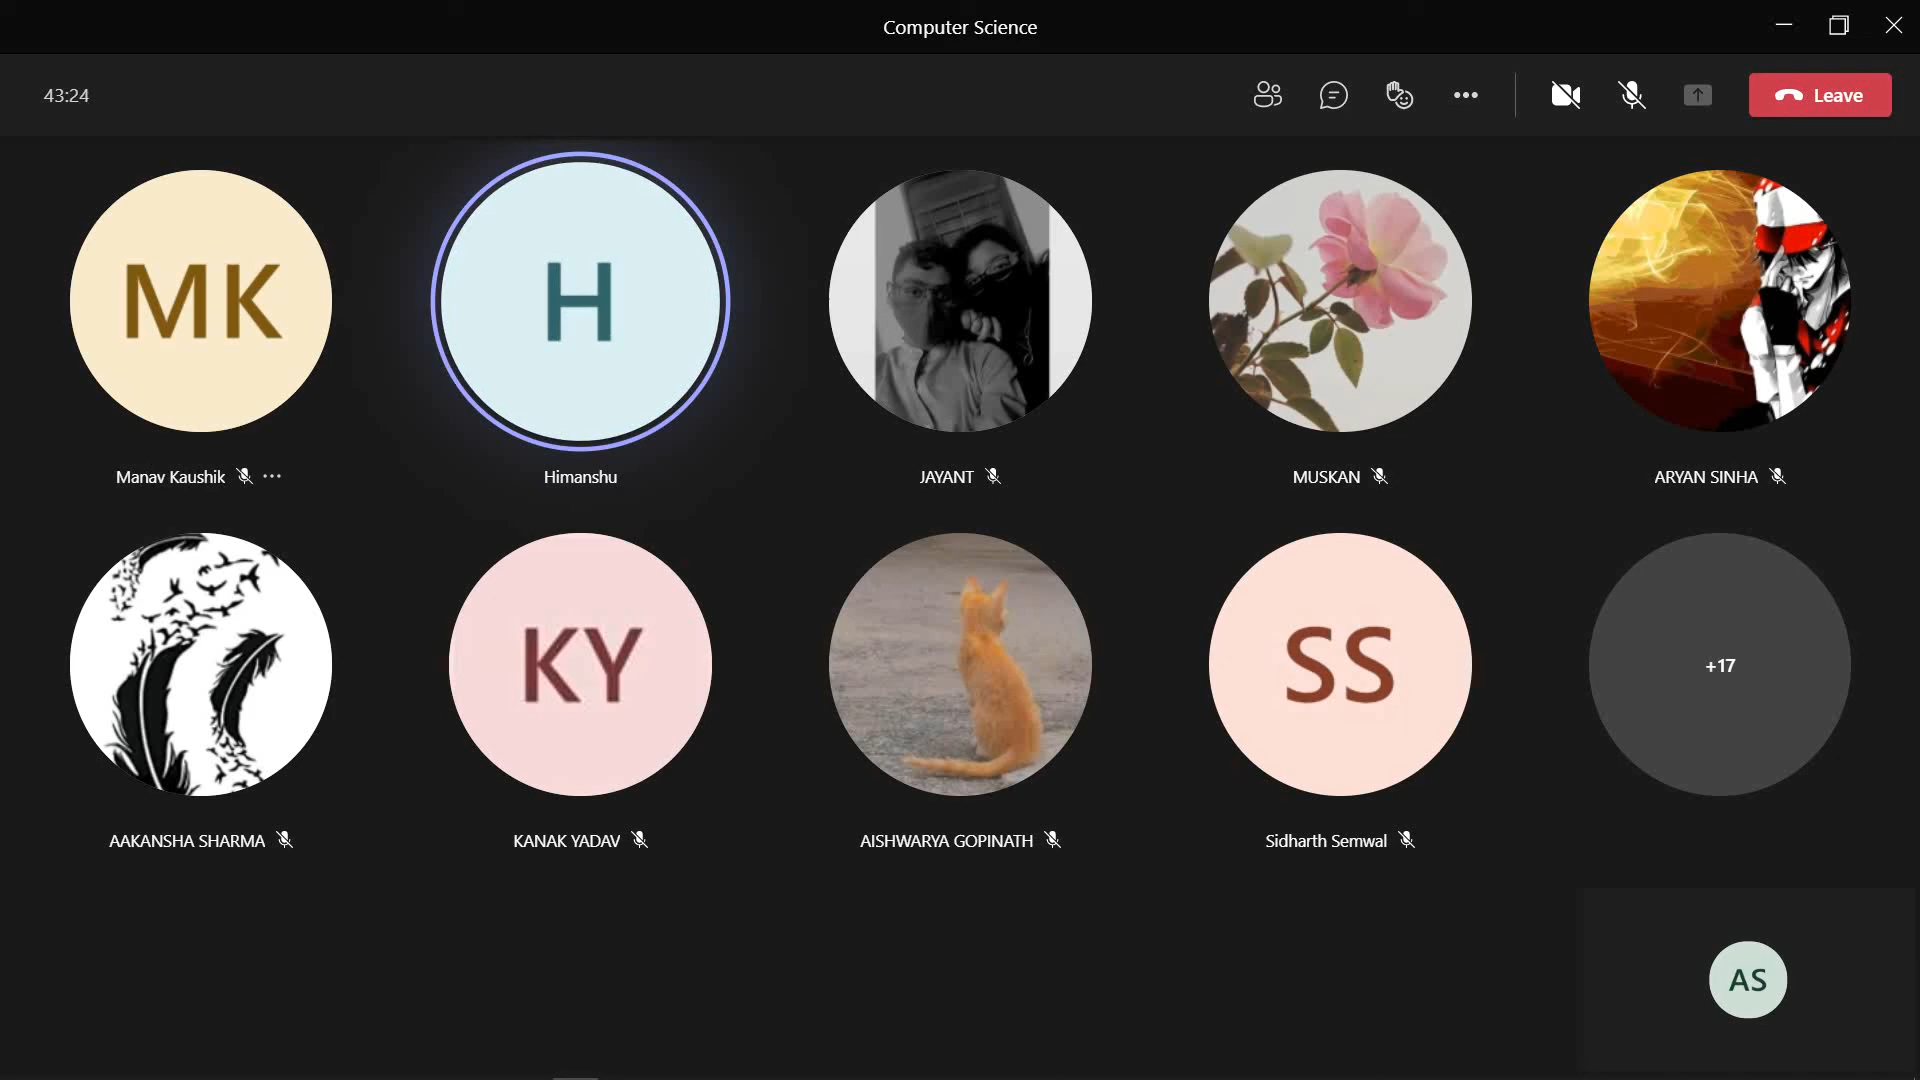 Computer Science
43:24
Leave
MK
H
Manav Kaushik
Himanshu
JAYANT
MUSKAN
ARYAN SINHA
KY
SS
+17
AAKANSHA SHARMA
KANAK YADAV
AISHWARYA GOPINATH
Sidharth Semwal
AS